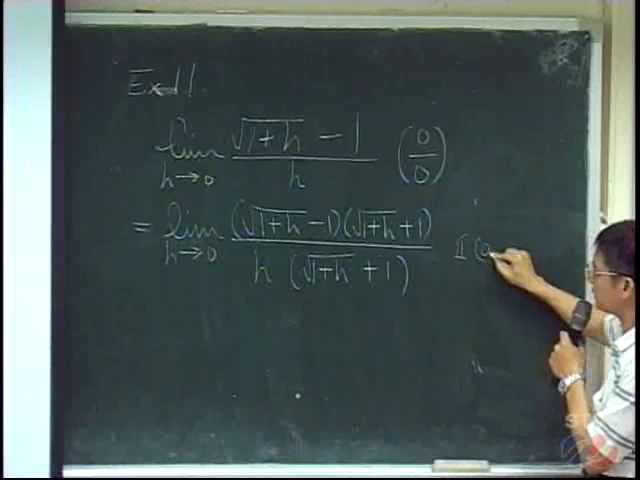 Ex 11.
lim h→0 (√(1+h) − 1) / h (0/0)
= lim h→0 (√(1+h) − 1)(√(1+h) + 1) / h (√(1+h) + 1)